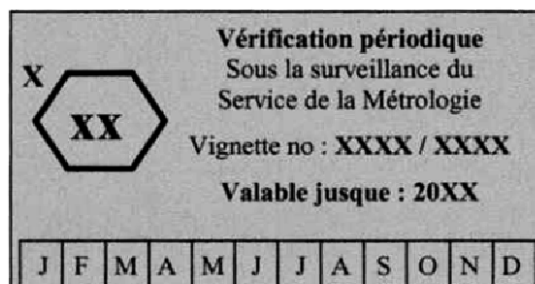 Vérification périodique
Sous la surveillance du
Service de la Métrologie
X
XX
Vignette no : XXXX / XXXX
Valable jusque : 20XX
J F M A M J J A S O N D